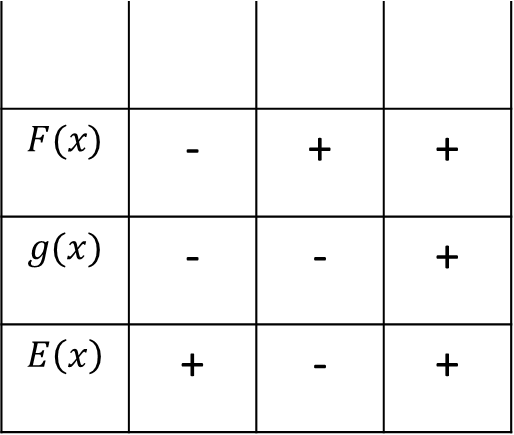 F(x) - + +
g(x) - - +
E(x) + - +